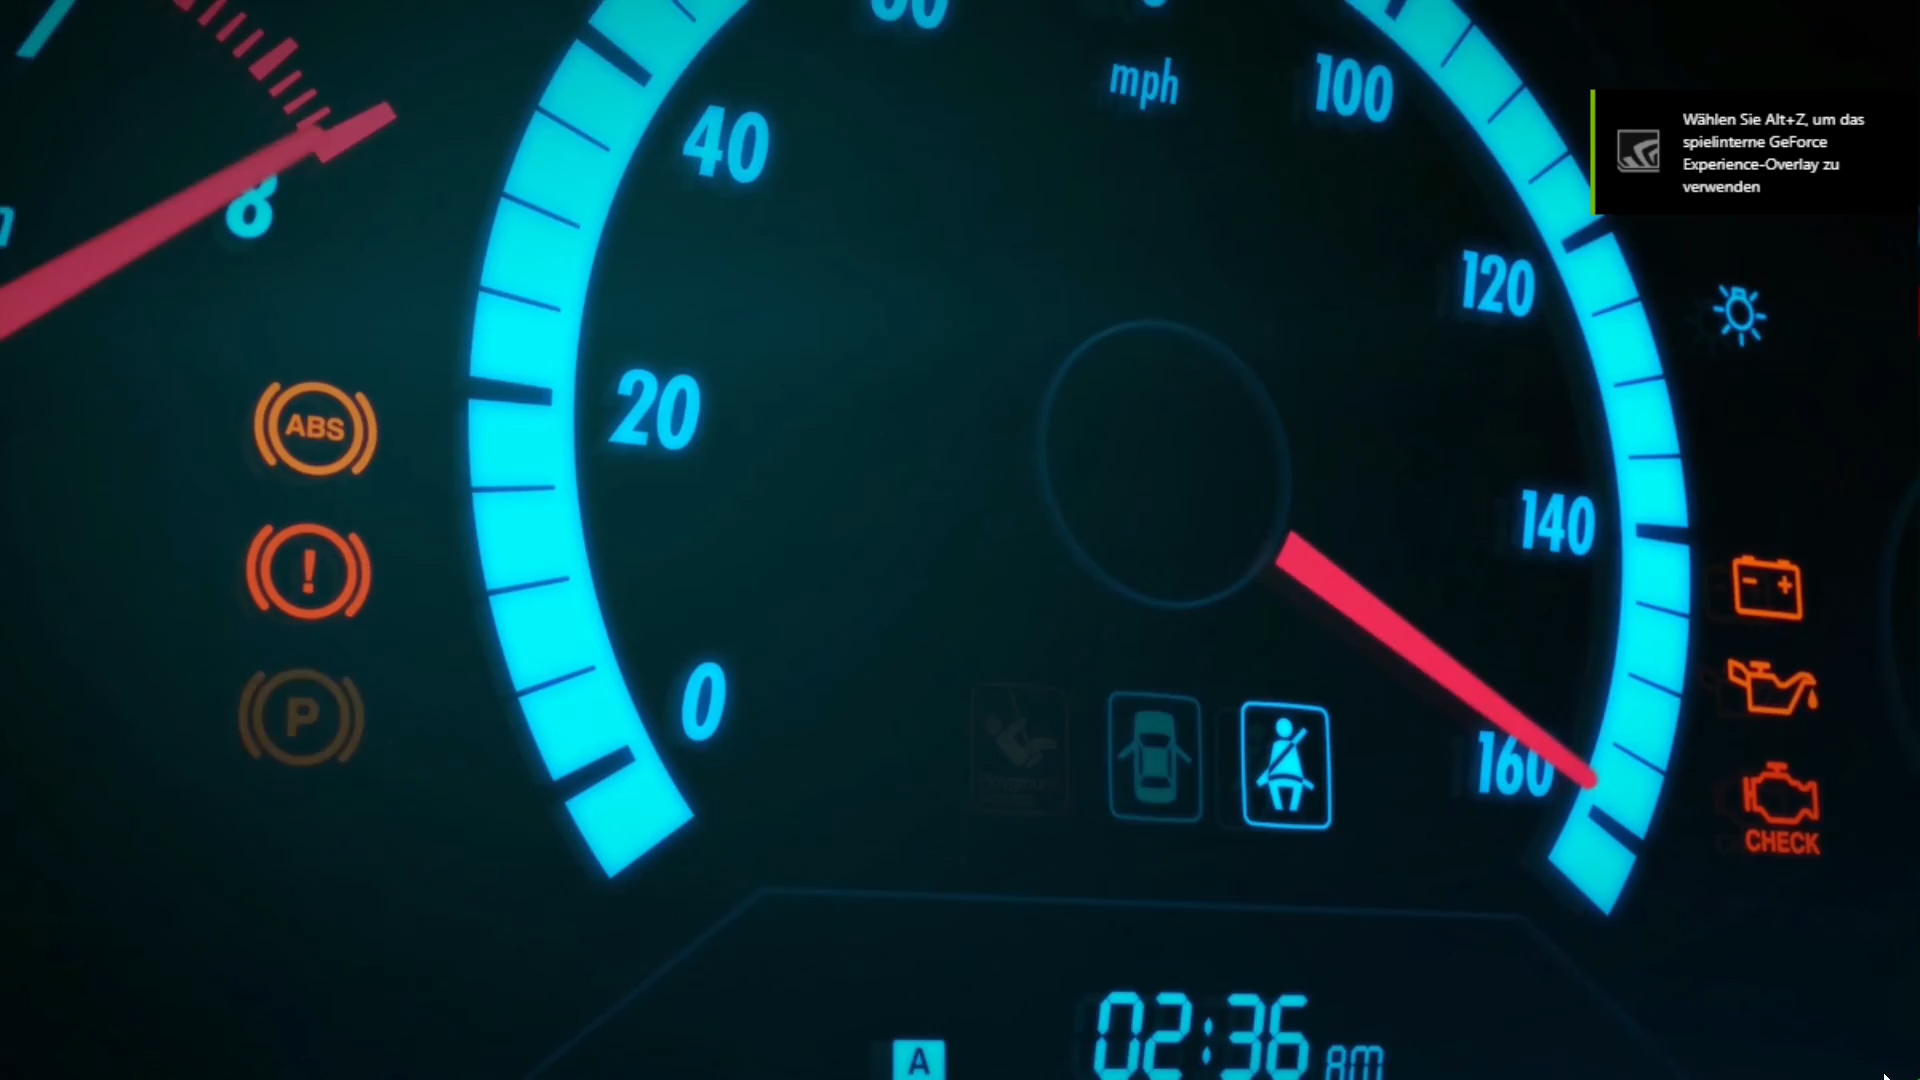 mph
100
40
8
120
20
140
0
160
ABS
!
P
- +
CHECK
A
02:36 am
Wählen Sie Alt+Z, um das
spielinterne GeForce
Experience-Overlay zu
verwenden